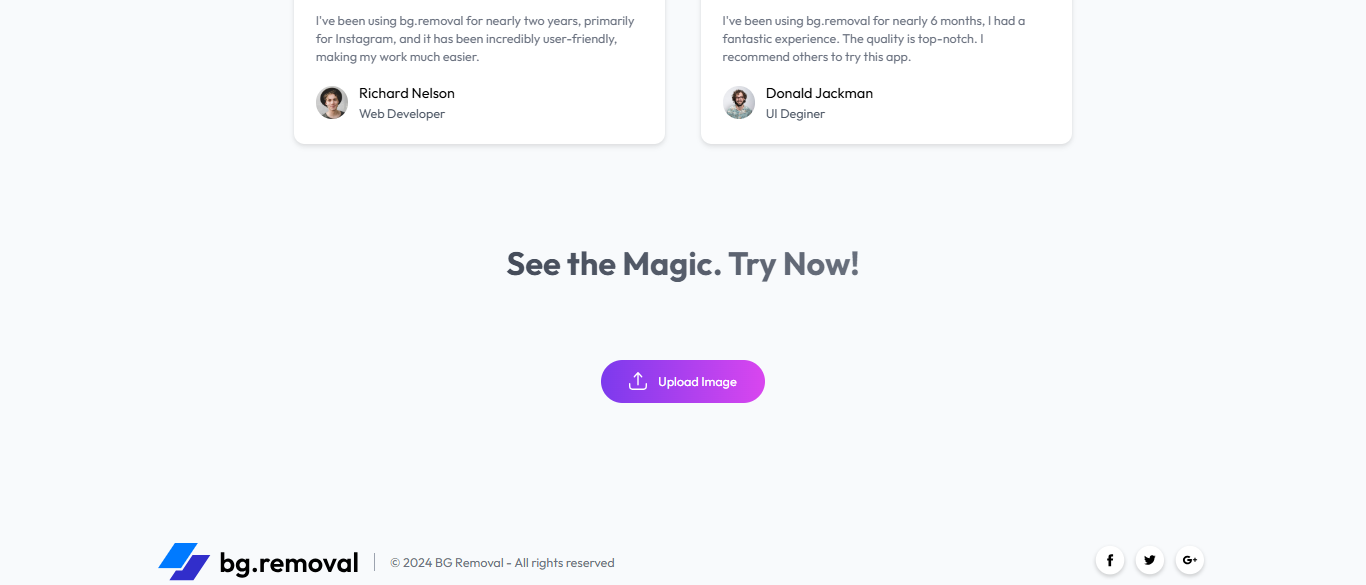 I've been using bg.removal for nearly two years, primarily
for Instagram, and it has been incredibly user-friendly,
making my work much easier.
Richard Nelson
Web Developer
I've been using bg.removal for nearly 6 months, I had a
fantastic experience. The quality is top-notch. I
recommend others to try this app.
Donald Jackman
UI Deginer
See the Magic. Try Now!
Upload Image
bg.removal
© 2024 BG Removal - All rights reserved
f
G+